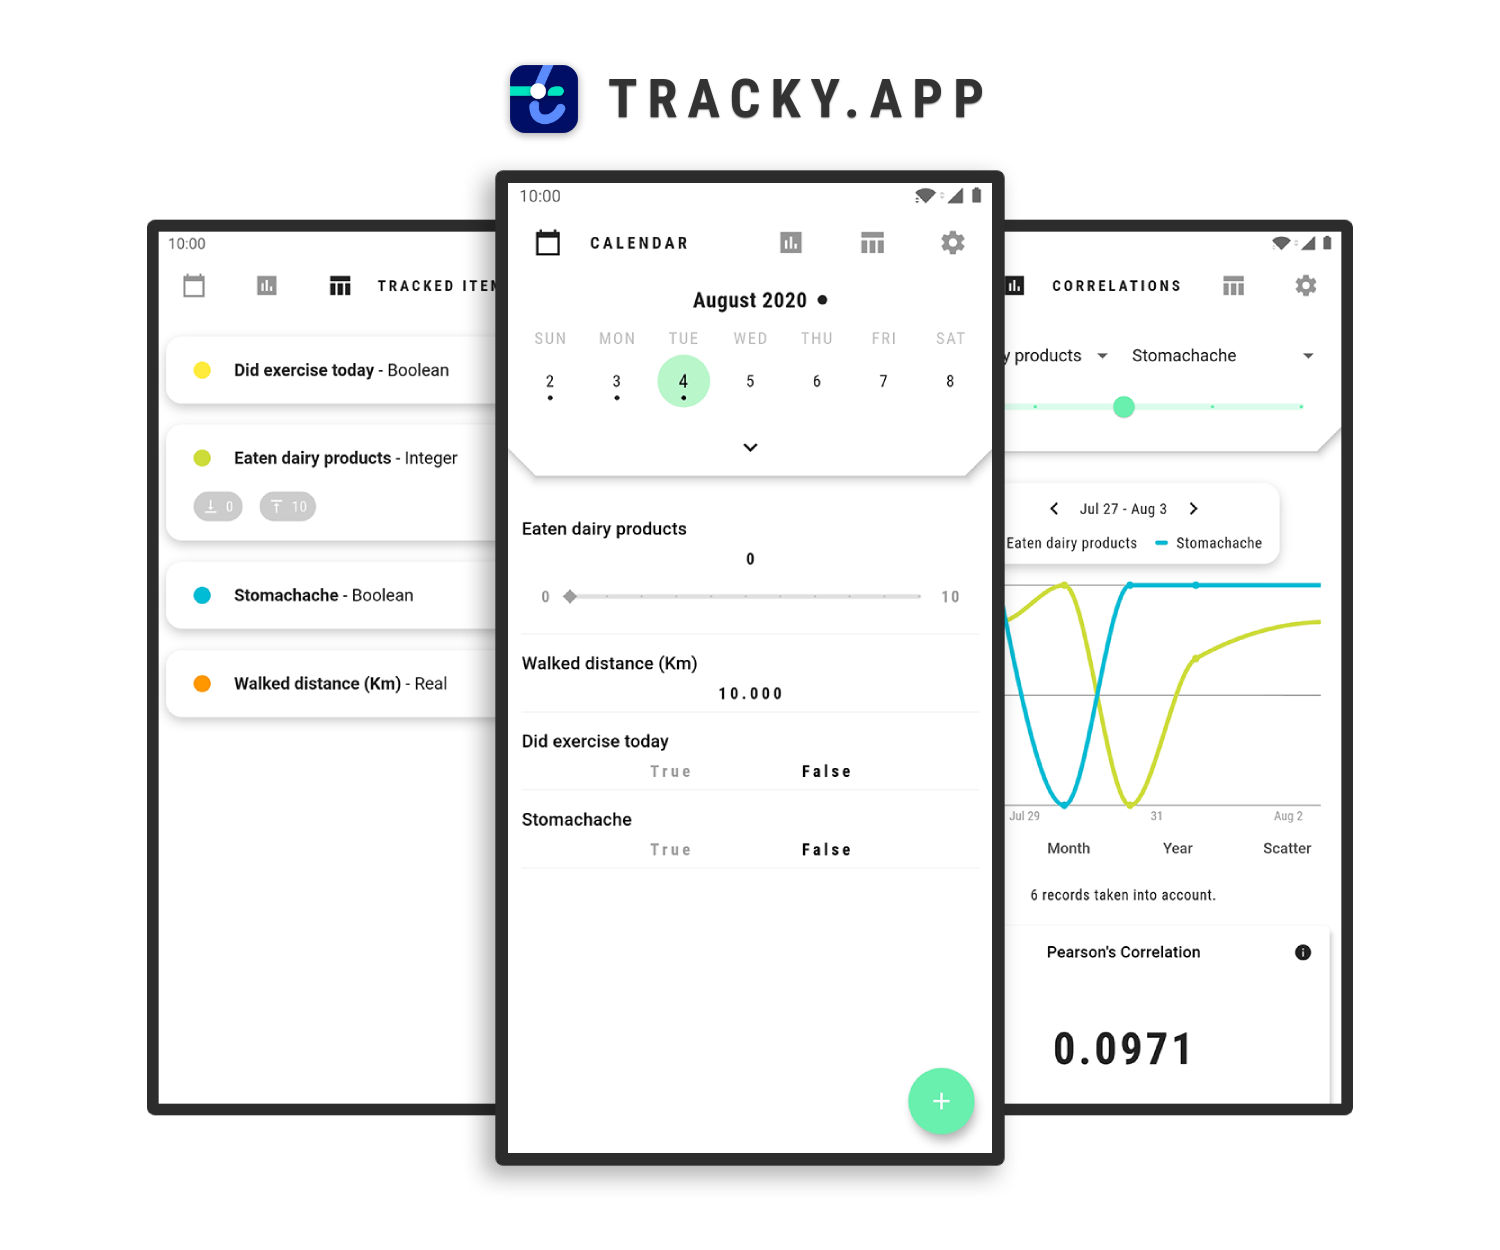 TRACKY.APP
10:00
TRACKED ITEM
Did exercise today - Boolean
Eaten dairy products - Integer
0 10
Stomachache - Boolean
Walked distance (Km) - Real
10:00
CALENDAR
August 2020
SUN MON TUE WED THU FRI SAT
2 3 4 5 6 7 8
Eaten dairy products
0
0 10
Walked distance (Km)
10.000
Did exercise today
True False
Stomachache
True False
+
CORRELATIONS
products Stomachache
Jul 27 - Aug 3
Eaten dairy products Stomachache
Jul 29 31 Aug 2
Month Year Scatter
6 records taken into account.
Pearson's Correlation
0.0971